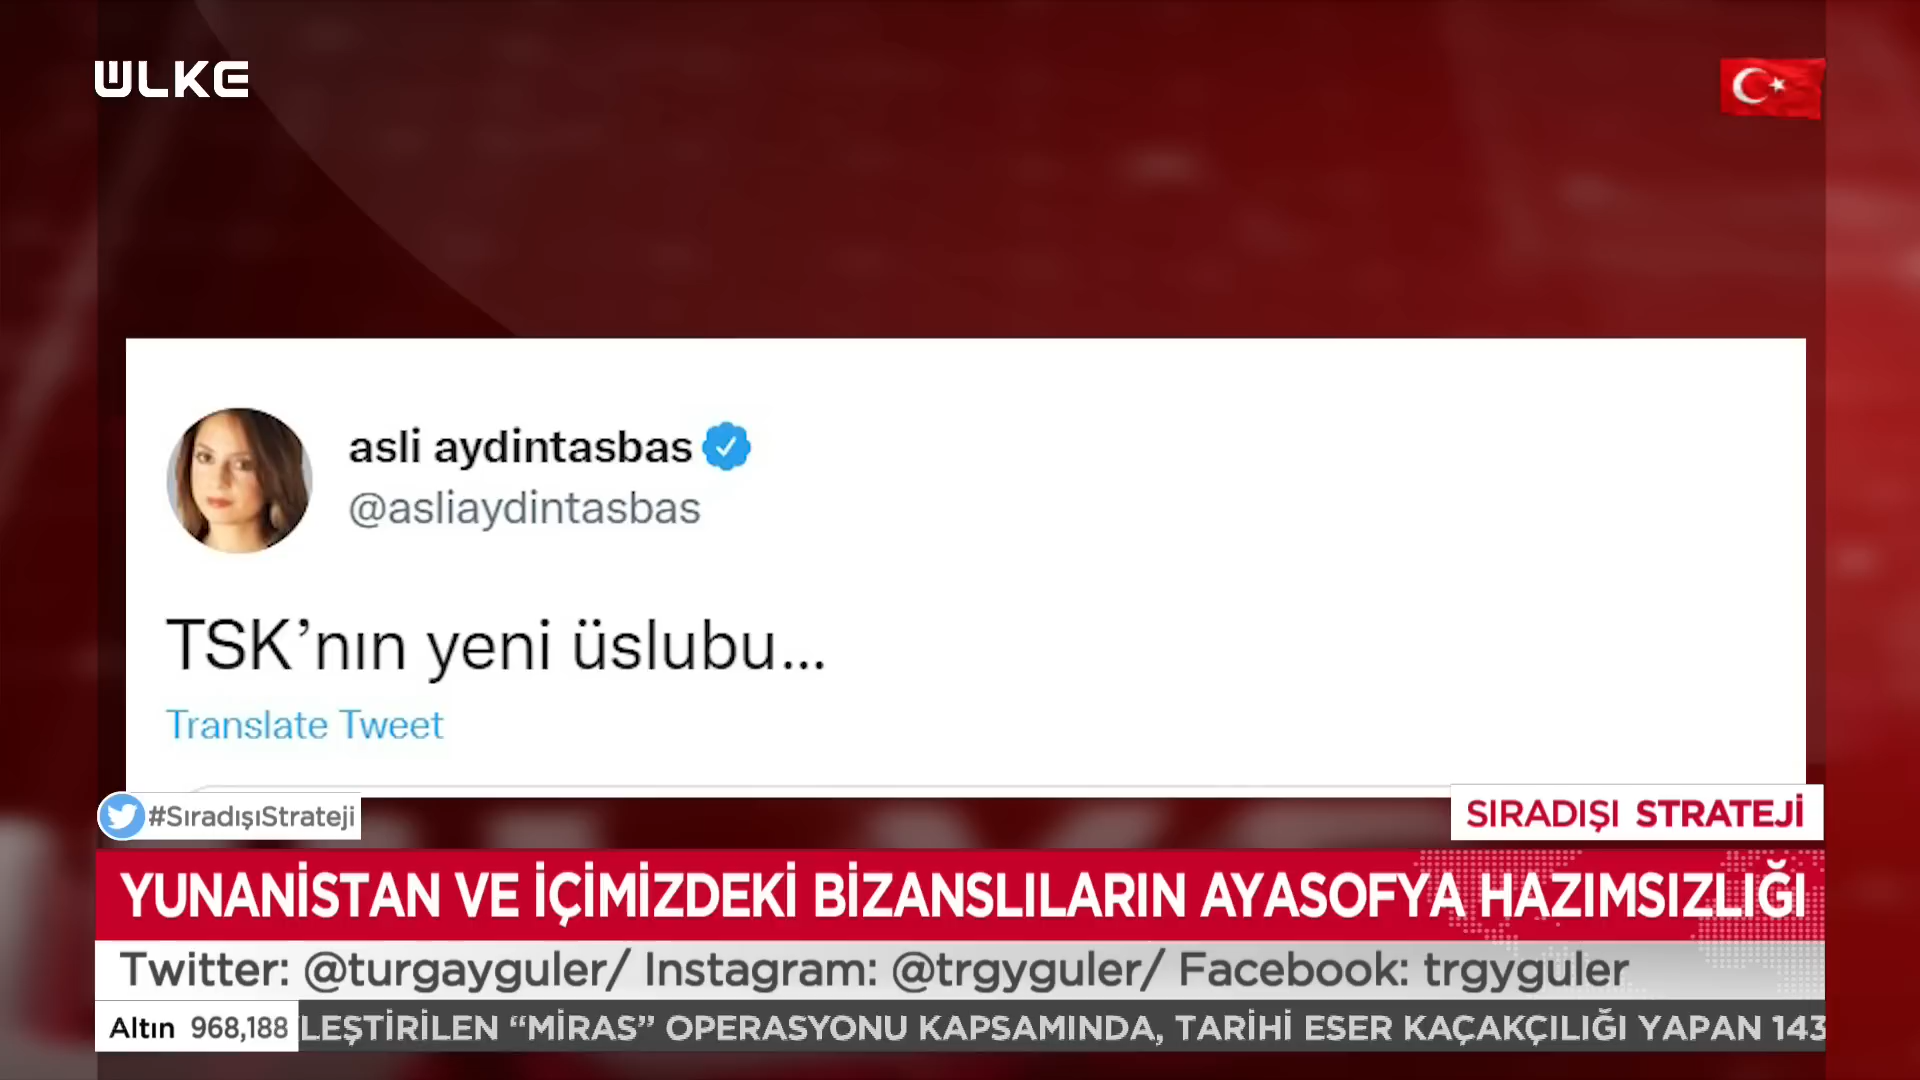 ÜLKE
asli aydintasbas
@asliaydintasbas
TSK’nın yeni üslubu...
Translate Tweet
#SıradışıStrateji
SIRADIŞI STRATEJİ
YUNANİSTAN VE İÇİMİZDEKİ BİZANSLILARIN AYASOFYA HAZIMSIZLIĞI
Twitter: @turgayguler/ Instagram: @trgyguler/ Facebook: trgyguler
Altın 968,188 LEŞTİRİLEN “MİRAS” OPERASYONU KAPSAMINDA, TARİHİ ESER KAÇAKÇILIĞI YAPAN 143